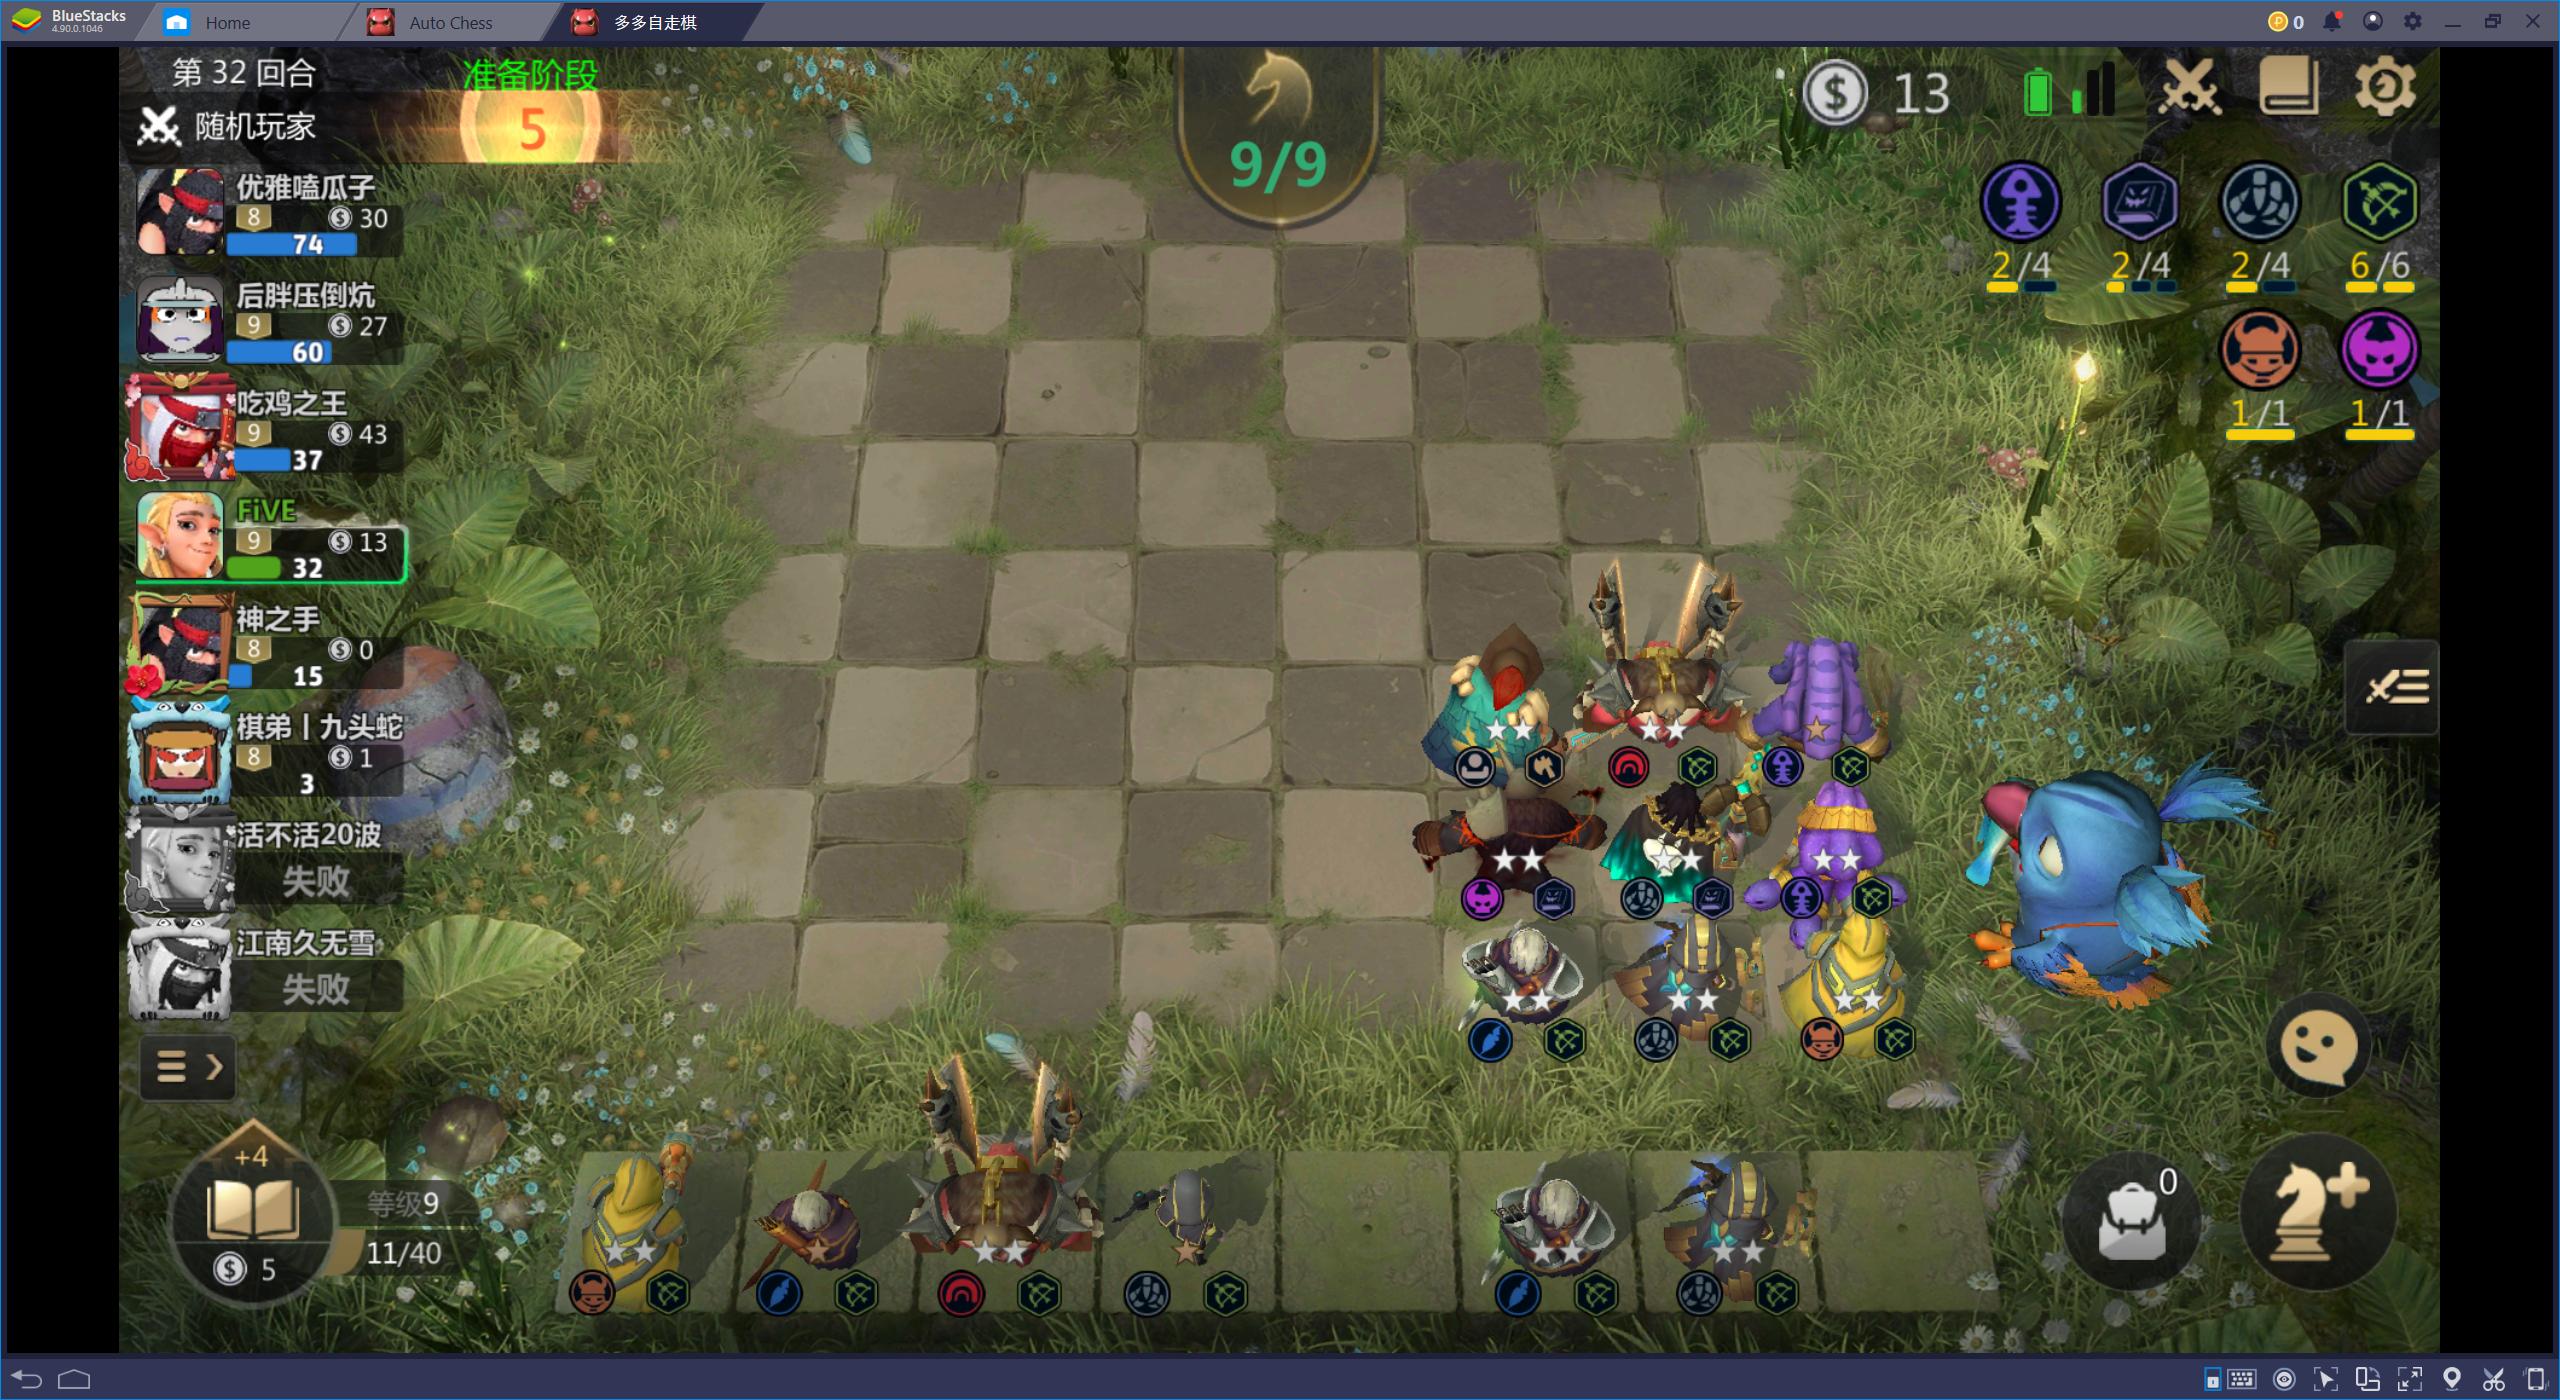 BlueStacks
4.90.0.1046
Home
Auto Chess
多多自走棋
0
第 32 回合
准备阶段
随机玩家
5
9/9
13
优雅嗑瓜子
8
30
74
后胖压倒炕
9
27
60
吃鸡之王
9
43
37
FiVE
9
13
32
神之手
8
0
15
棋弟丨九头蛇
8
1
3
活不活20波
失败
江南久无雪
失败
2/4
2/4
2/4
6/6
1/1
1/1
+4
5
等级9
11/40
0